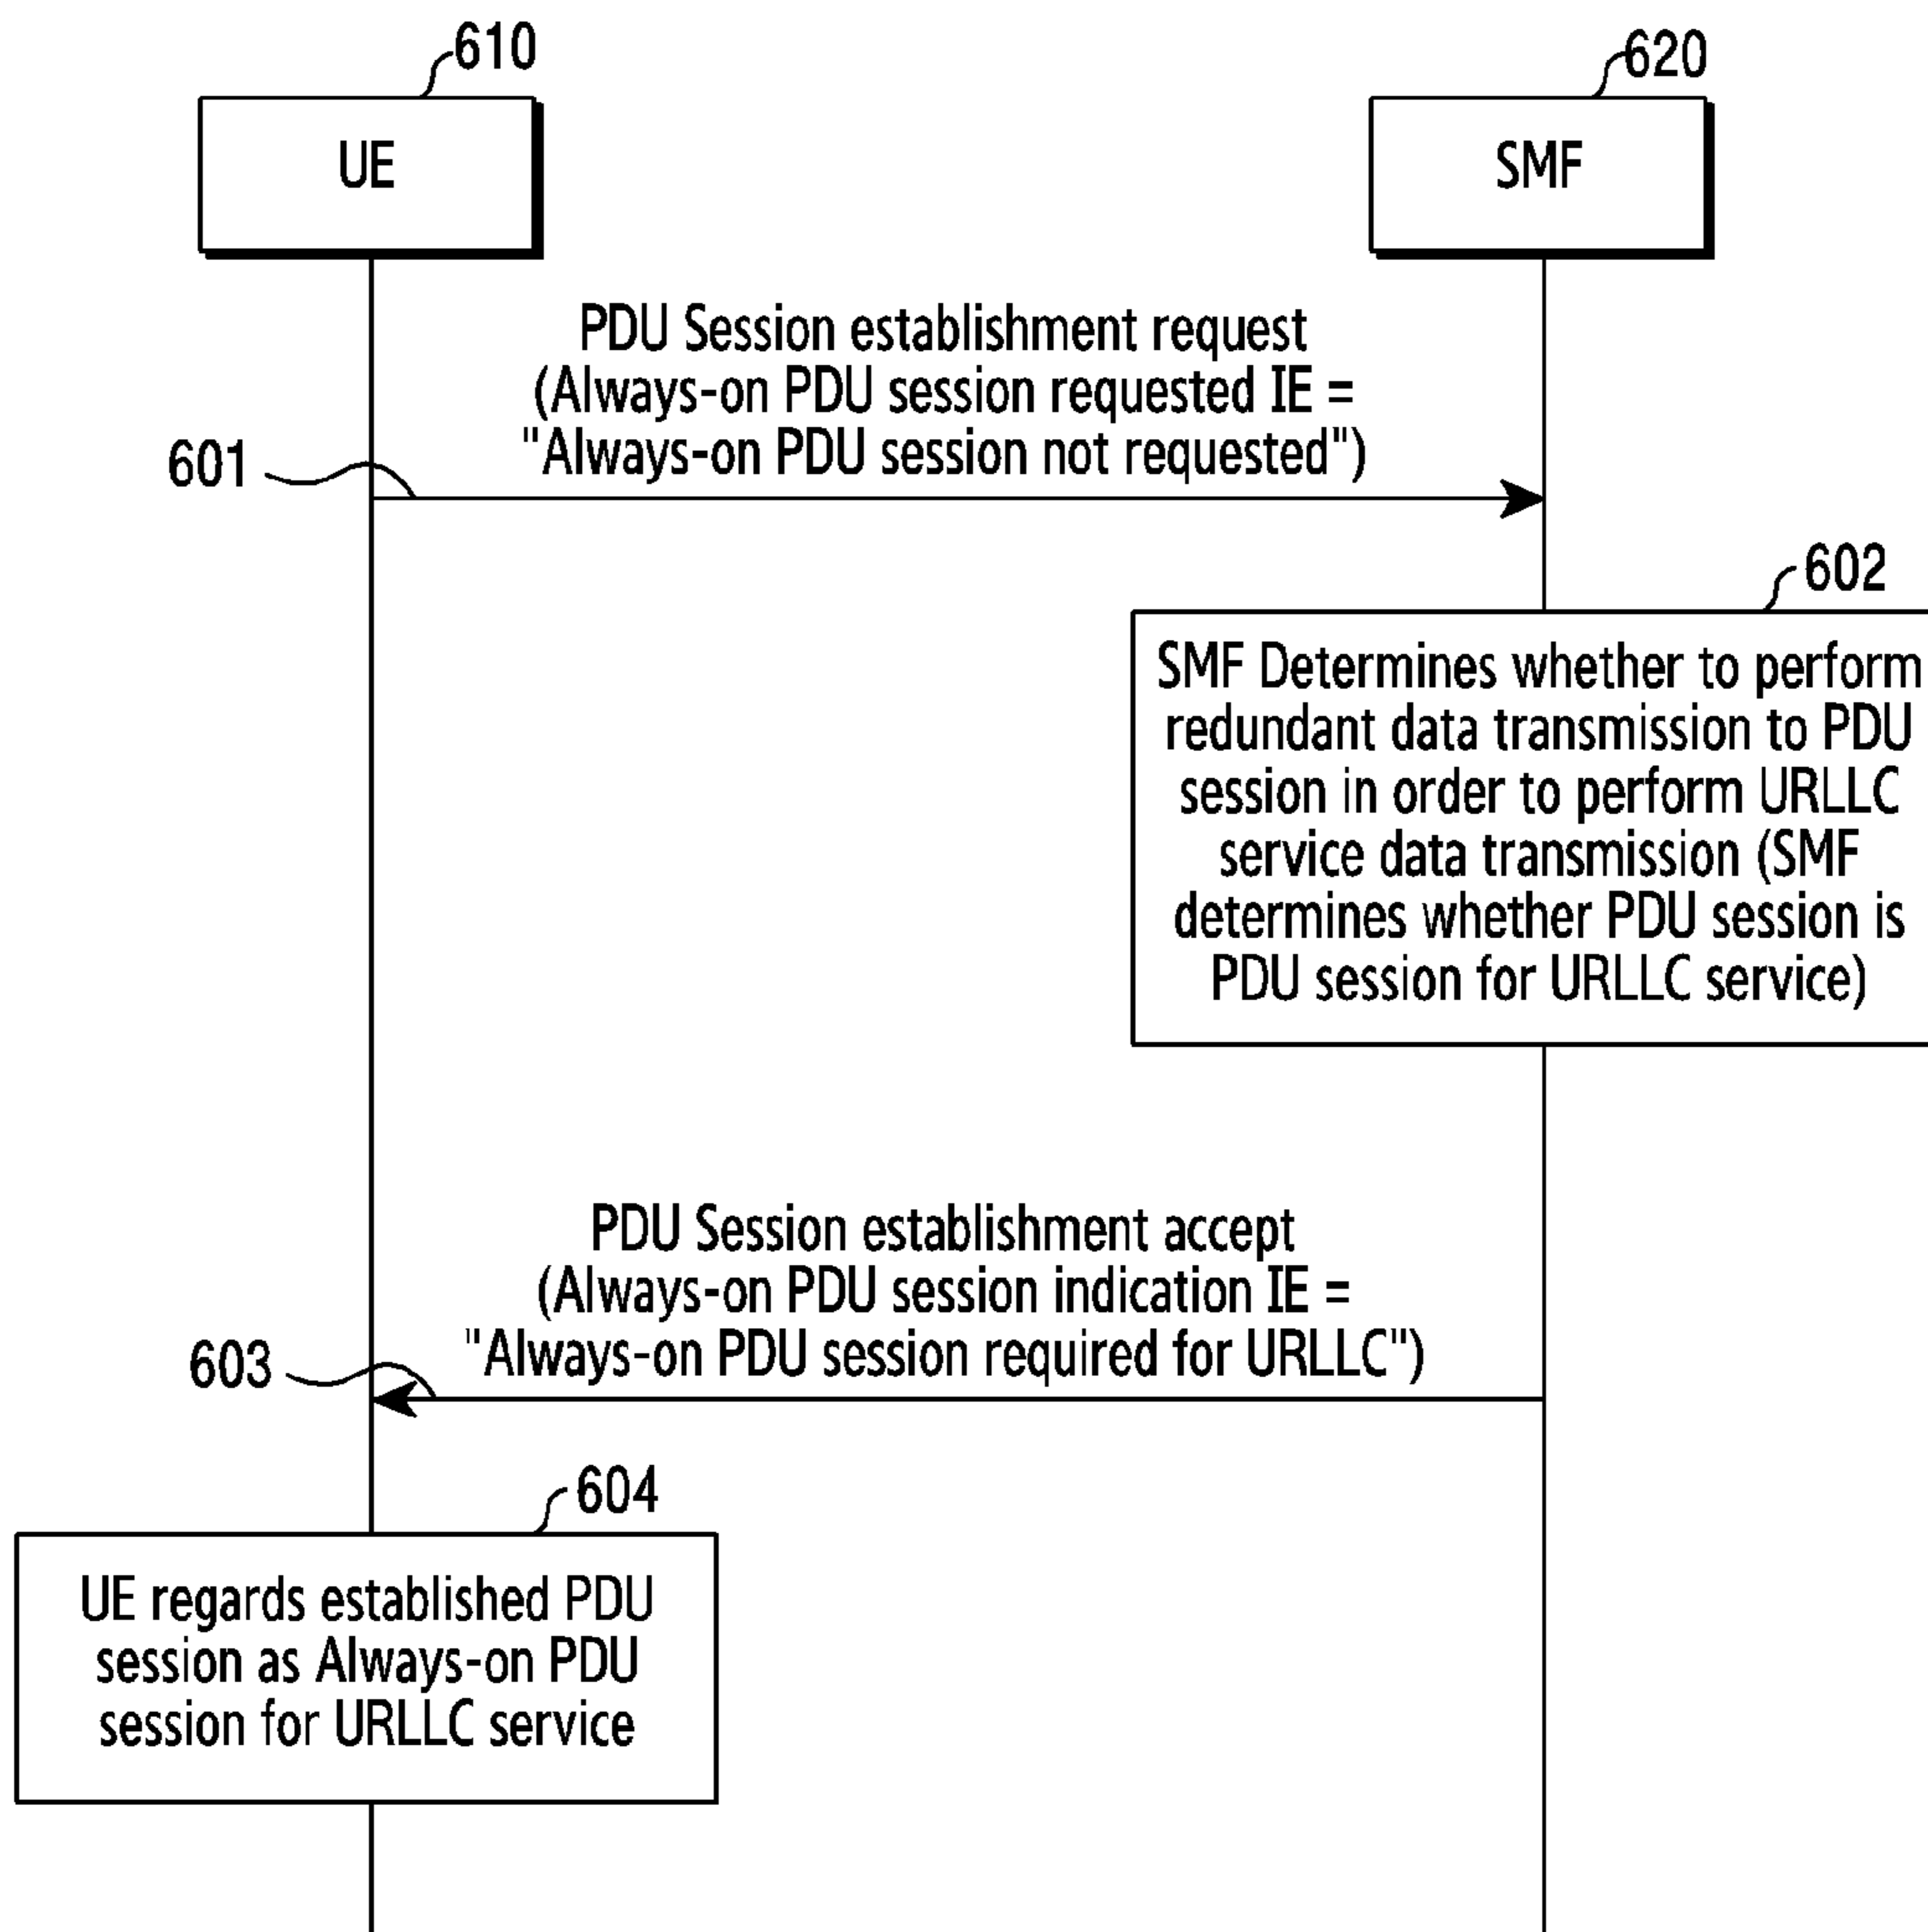 610
620
UE
SMF
PDU Session establishment request
(Always-on PDU session requested IE =
"Always-on PDU session not requested")
601
602
SMF Determines whether to perform
redundant data transmission to PDU
session in order to perform URLLC
service data transmission (SMF
determines whether PDU session is
PDU session for URLLC service)
PDU Session establishment accept
(Always-on PDU session indication IE =
"Always-on PDU session required for URLLC")
603
604
UE regards established PDU
session as Always-on PDU
session for URLLC service